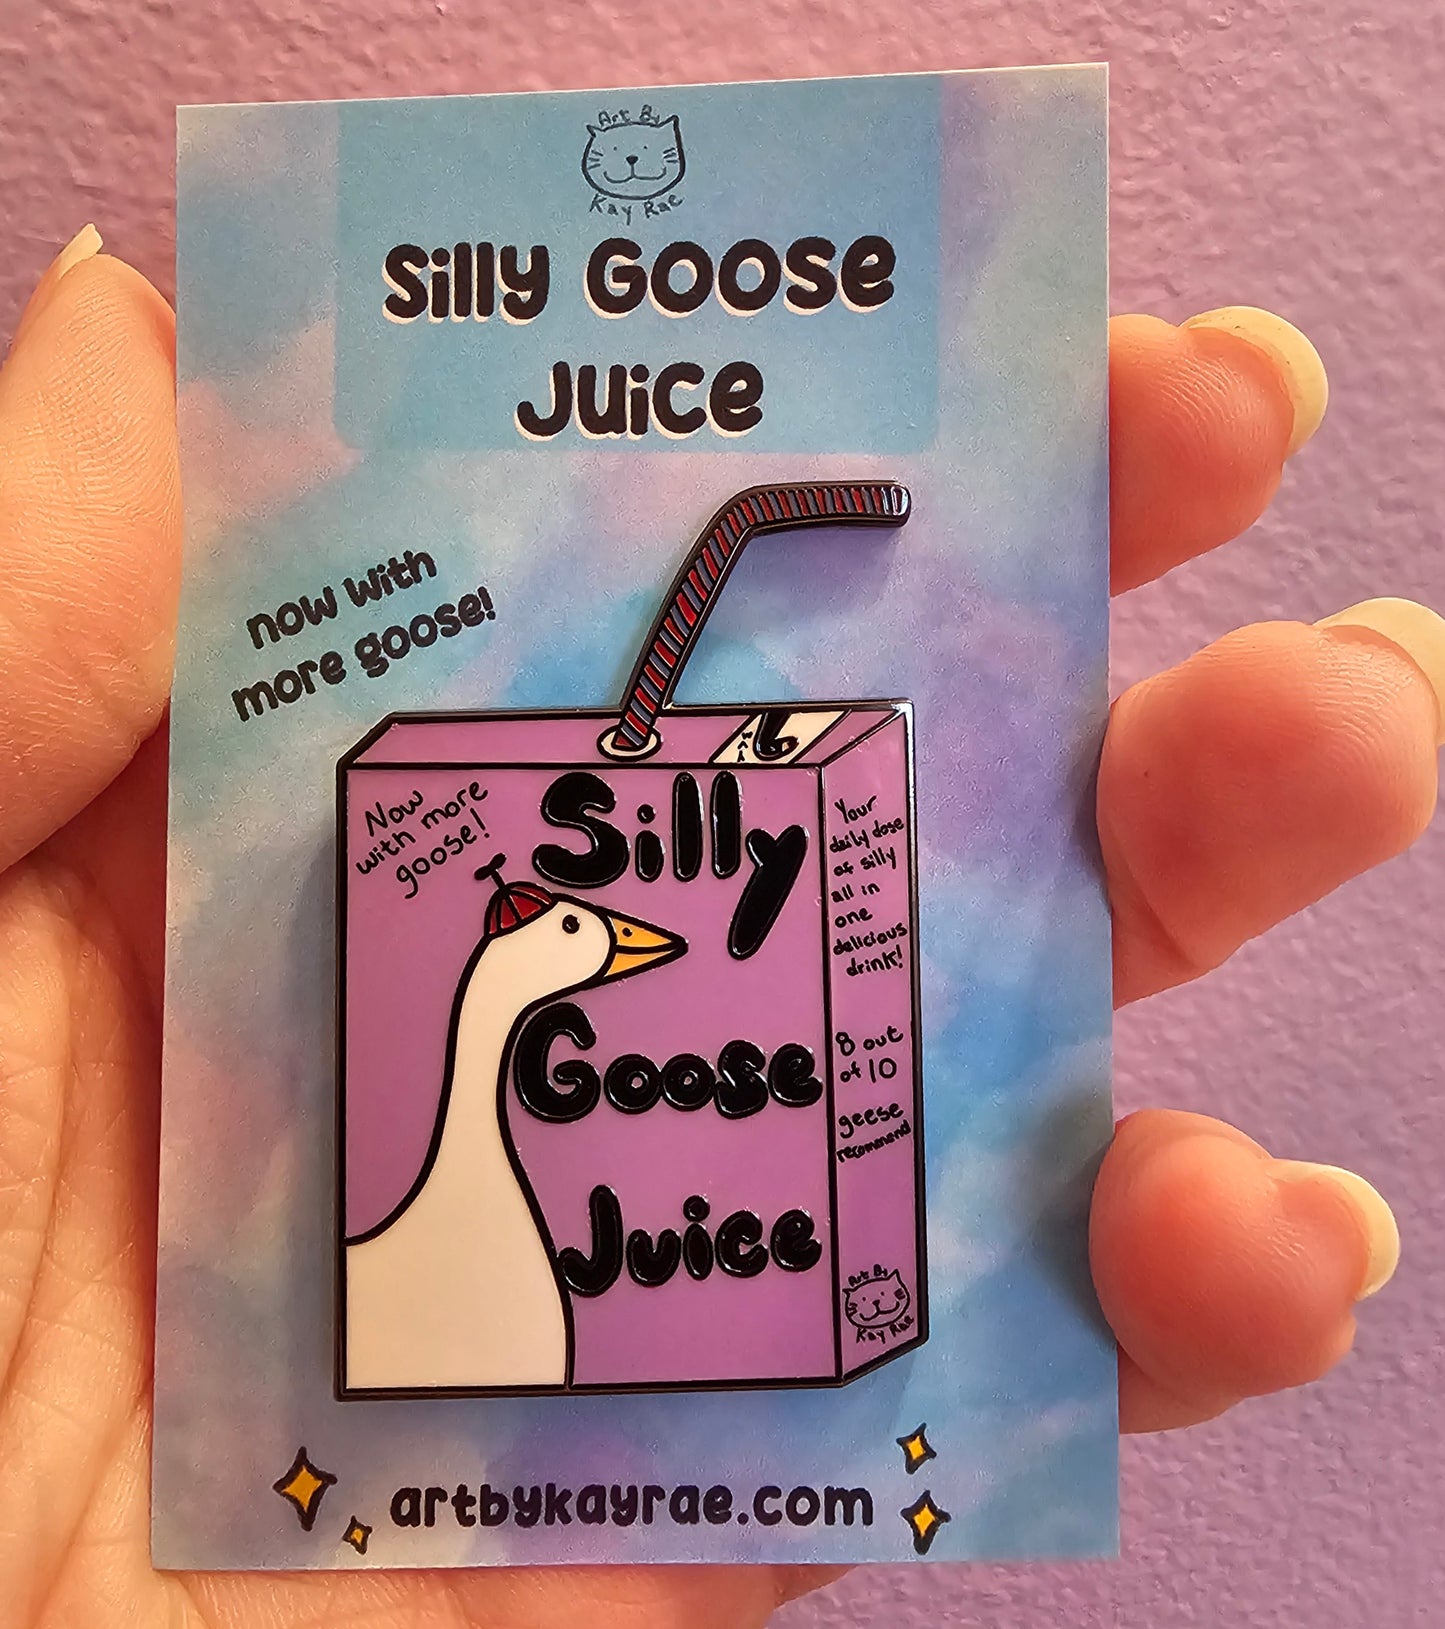 Art By
Kay Rae
Silly Goose
Juice
now with
more goose!
Now
with more
goose!
Silly
Goose
Juice
Your
daily dose
of silly
all in
one
delicious
drink!
8 out
of 10
geese
recommend
Art By
Kay Rae
artbykayrae.com